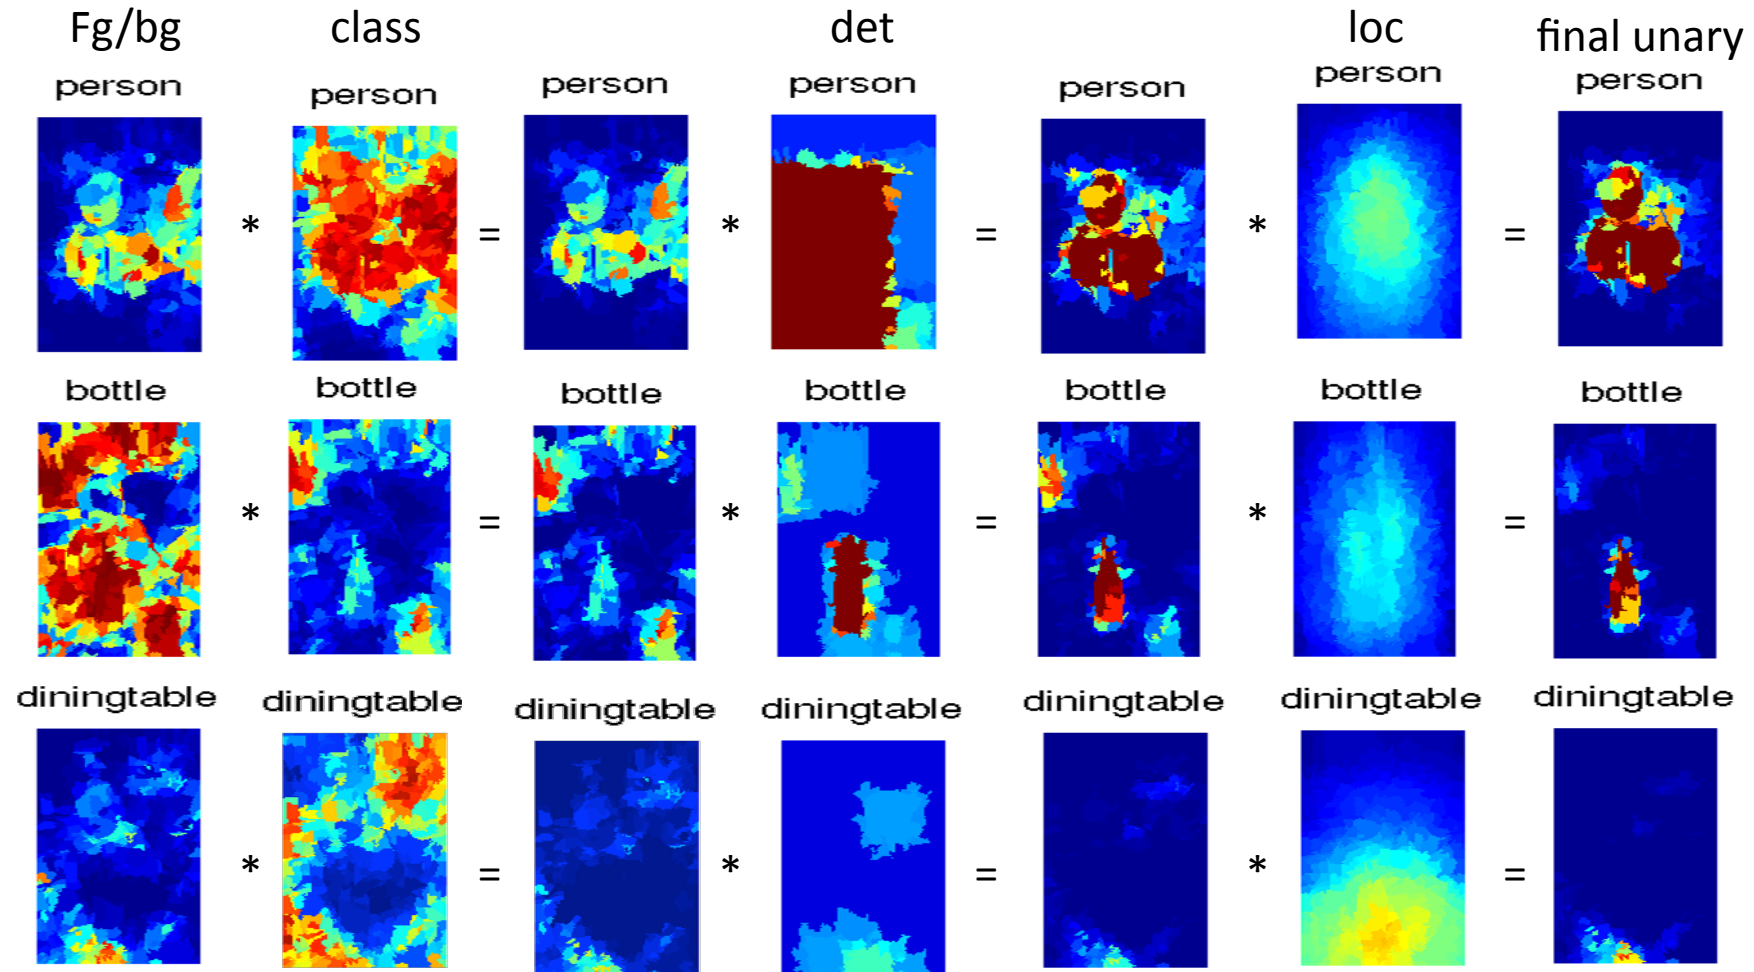 Fg/bg class det loc final unary
person person person person person person person
* = * = * =
bottle bottle bottle bottle bottle bottle bottle
* = * = * =
diningtable diningtable diningtable diningtable diningtable diningtable diningtable
* = * = * =